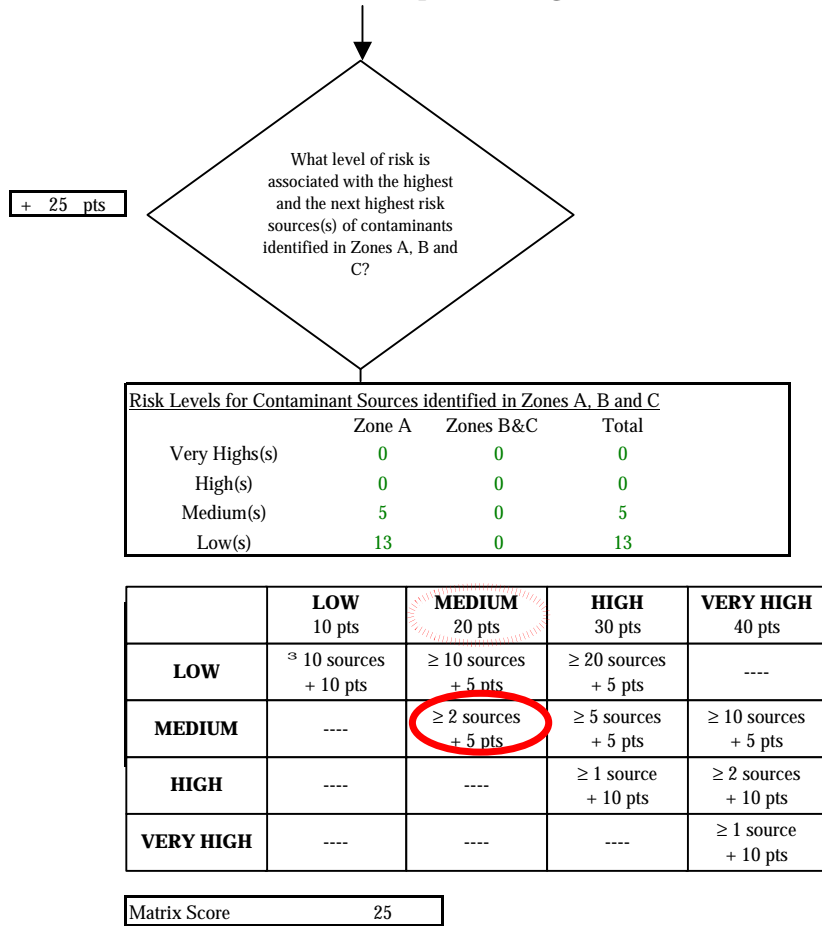 What level of risk is
associated with the highest
and the next highest risk
sources(s) of contaminants
identified in Zones A, B and
C?
+ 25 pts
Risk Levels for Contaminant Sources identified in Zones A, B and C
Zone A Zones B&C Total
Very Highs(s) 0 0 0
High(s) 0 0 0
Medium(s) 5 0 5
Low(s) 13 0 13
LOW MEDIUM HIGH VERY HIGH
10 pts 20 pts 30 pts 40 pts
LOW ³ 10 sources ≥ 10 sources ≥ 20 sources ----
+ 10 pts + 5 pts + 5 pts
MEDIUM ---- ≥ 2 sources ≥ 5 sources ≥ 10 sources
+ 5 pts + 5 pts + 5 pts
HIGH ---- ---- ≥ 1 source ≥ 2 sources
+ 10 pts + 10 pts
VERY HIGH ---- ---- ---- ≥ 1 source
+ 10 pts
Matrix Score 25